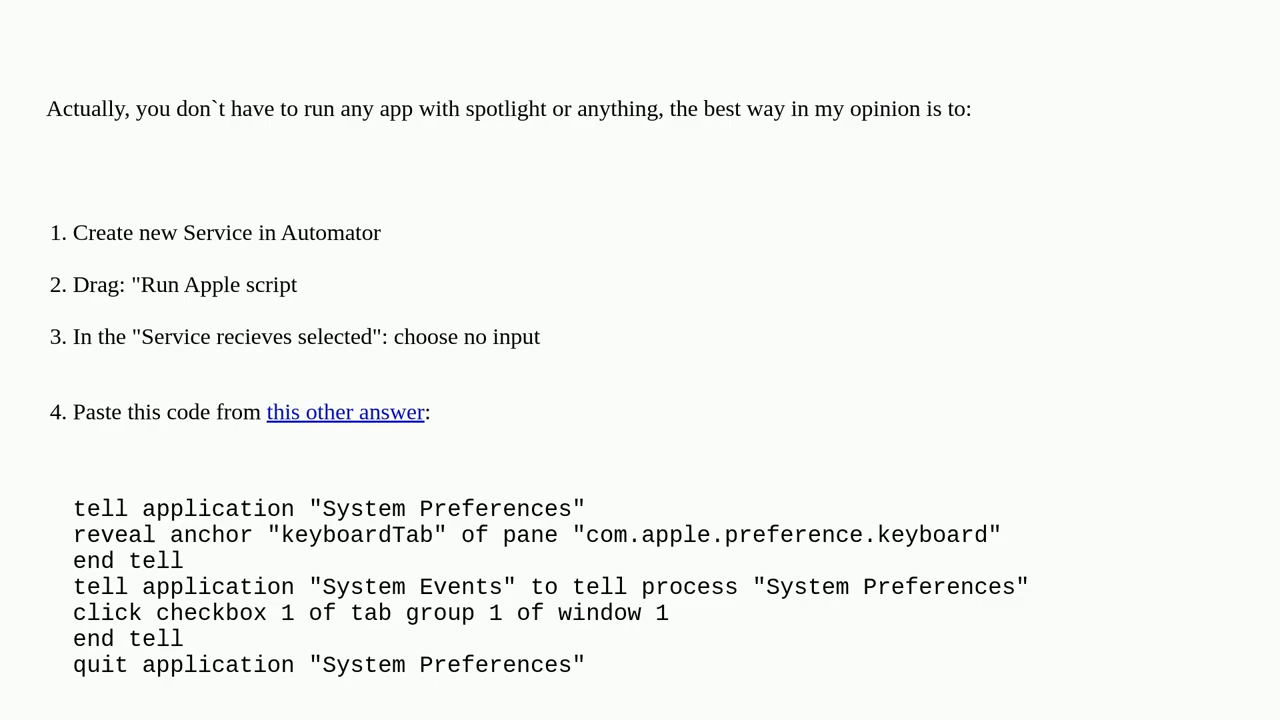 Actually, you don`t have to run any app with spotlight or anything, the best way in my opinion is to:
1. Create new Service in Automator
2. Drag: "Run Apple script
3. In the "Service recieves selected": choose no input
4. Paste this code from this other answer:
tell application "System Preferences"
reveal anchor "keyboardTab" of pane "com.apple.preference.keyboard"
end tell
tell application "System Events" to tell process "System Preferences"
click checkbox 1 of tab group 1 of window 1
end tell
quit application "System Preferences"